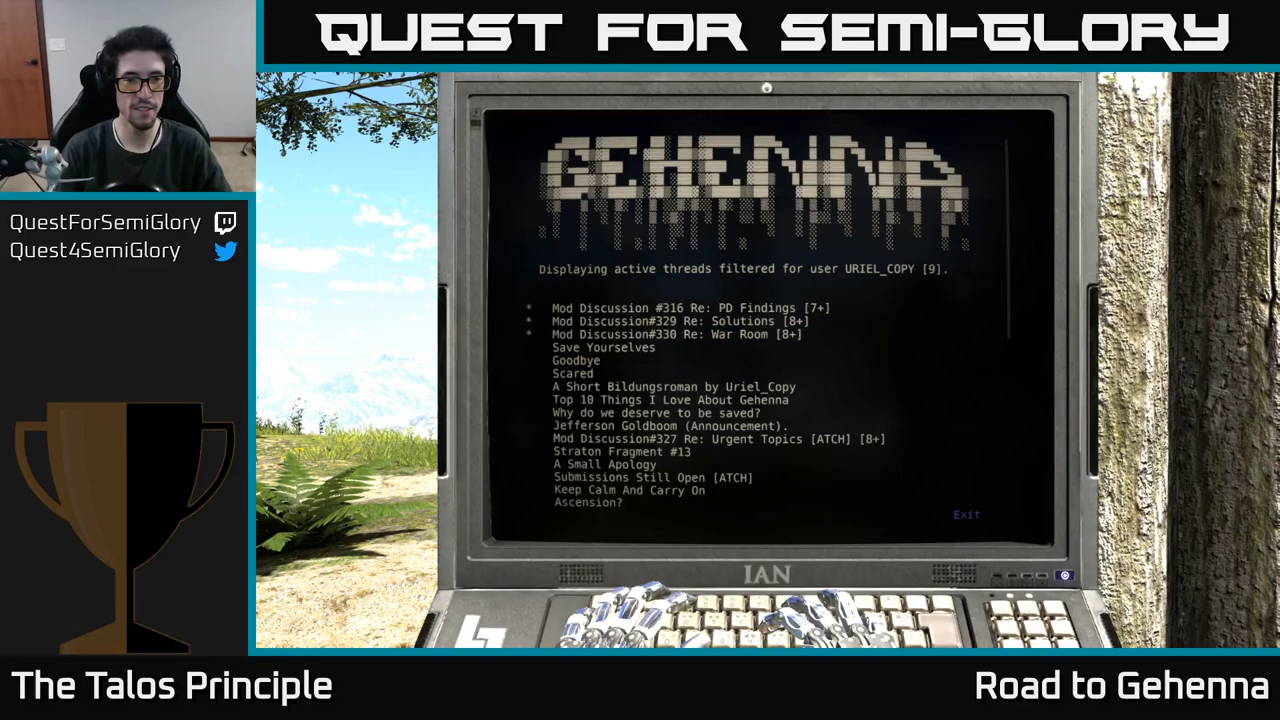 QUEST FOR SEMI-GLORY
QuestForSemiGlory
Quest4SemiGlory
GEHENNA
Displaying active threads filtered for user URIEL_COPY [9].
* Mod Discussion #316 Re: PD Findings [7+]
* Mod Discussion#329 Re: Solutions [8+]
* Mod Discussion#330 Re: War Room [8+]
Save Yourselves
Goodbye
Scared
A Short Bildungsroman by Uriel_Copy
Top 10 Things I Love About Gehenna
Why do we deserve to be saved?
Jefferson Goldboom (Announcement).
Mod Discussion#327 Re: Urgent Topics [ATCH] [8+]
Straton Fragment #13
A Small Apology
Submissions Still Open [ATCH]
Keep Calm And Carry On
Ascension?
Exit
IAN
The Talos Principle
Road to Gehenna